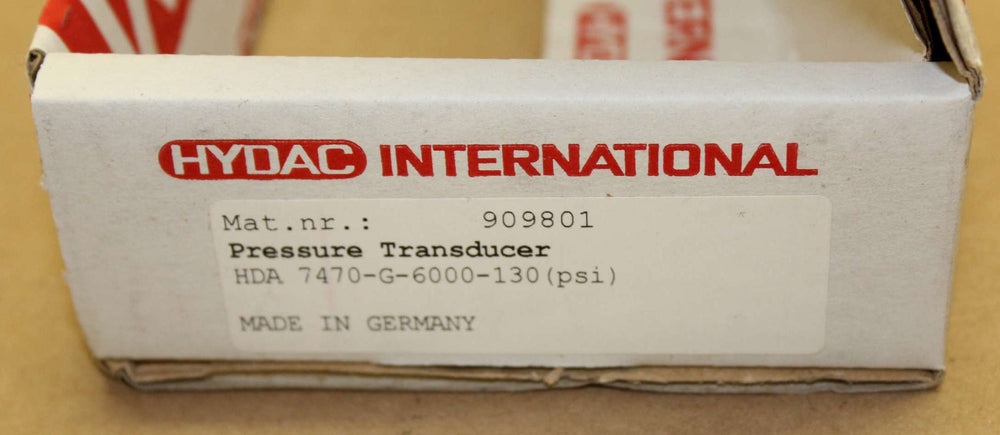 HYDAC INTERNATIONAL
Mat.nr.: 909801
Pressure Transducer
HDA 7470-G-6000-130(psi)
MADE IN GERMANY